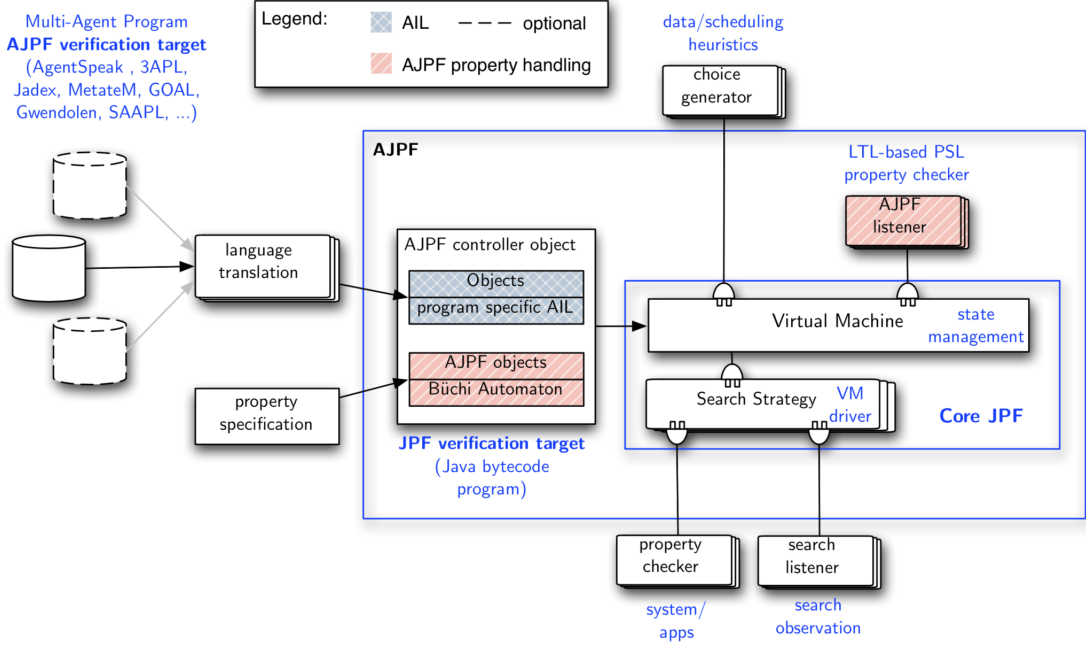 Multi-Agent Program
AJPF verification target
(AgentSpeak , 3APL,
Jadex, MetateM, GOAL,
Gwendolen, SAAPL, ...)
Legend:
AIL
optional
AJPF property handling
data/scheduling
heuristics
choice
generator
AJPF
LTL-based PSL
property checker
AJPF
listener
language
translation
AJPF controller object
Objects
program specific AIL
AJPF objects
Büchi Automaton
property
specification
JPF verification target
(Java bytecode
program)
Virtual Machine
state
management
Search Strategy
VM
driver
Core JPF
property
checker
search
listener
system/
apps
search
observation